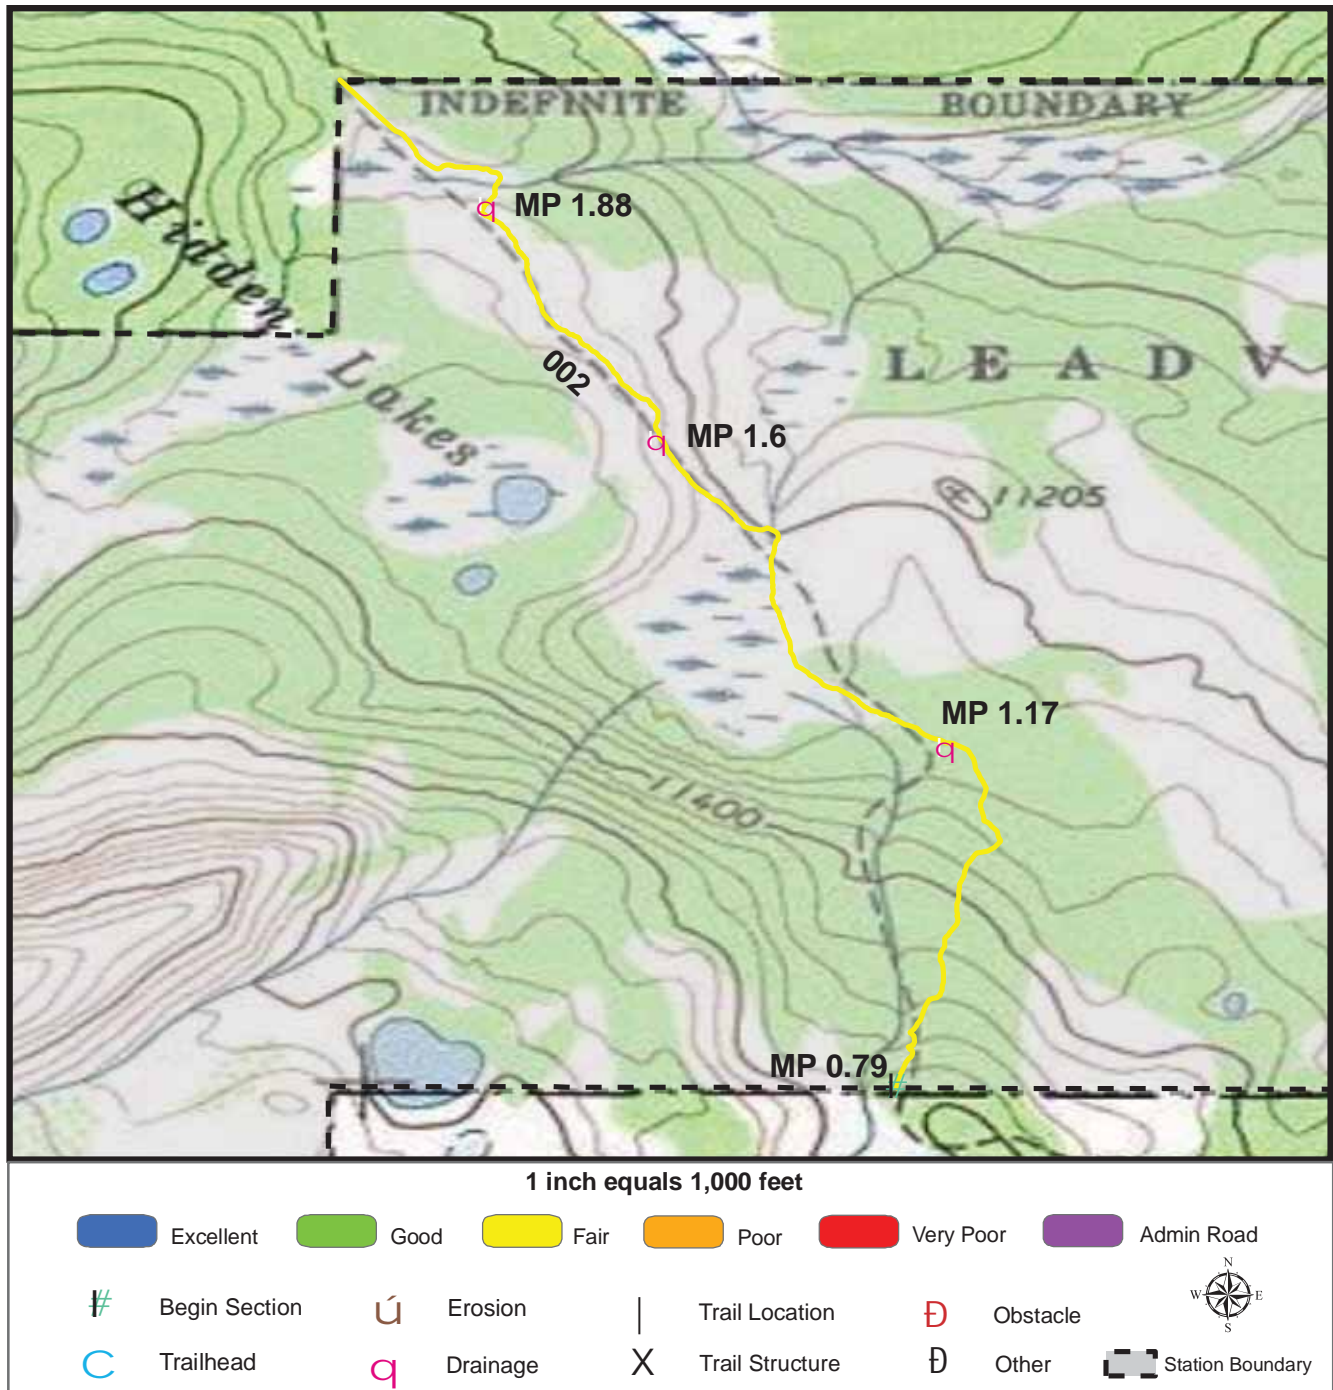 INDEFINITE BOUNDARY
MP 1.88
Hidden Lakes
002
L E A D V
MP 1.6
11205
MP 1.17
11400
MP 0.79
1 inch equals 1,000 feet
Excellent Good Fair Poor Very Poor Admin Road
N
W E
S
# Begin Section ú Erosion | Trail Location Đ Obstacle
C Trailhead q Drainage X Trail Structure Đ Other Station Boundary